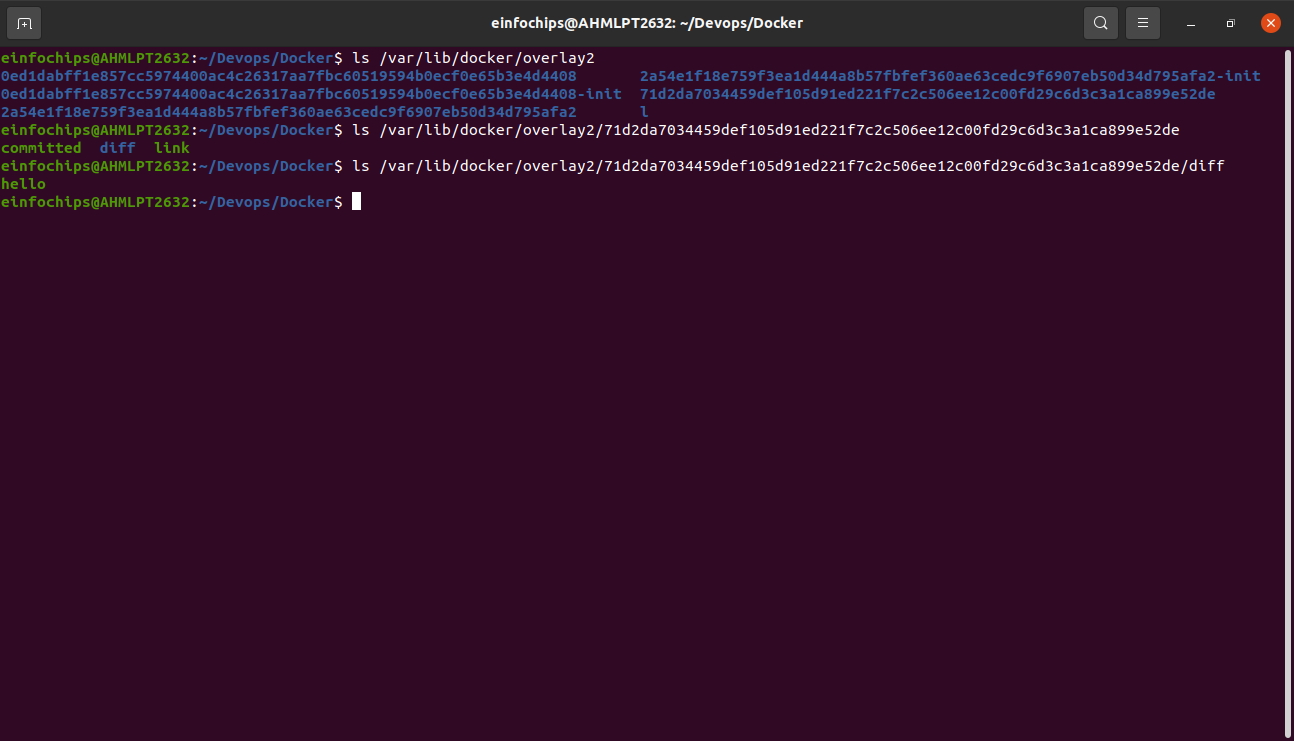 einfochips@AHMLPT2632: ~/Devops/Docker
einfochips@AHMLPT2632:~/Devops/Docker$ ls /var/lib/docker/overlay2
0ed1dabff1e857cc5974400ac4c26317aa7fbc60519594b0ecf0e65b3e4d4408 2a54e1f18e759f3ea1d444a8b57fbfef360ae63cedc9f6907eb50d34d795afa2-init
0ed1dabff1e857cc5974400ac4c26317aa7fbc60519594b0ecf0e65b3e4d4408-init 71d2da7034459def105d91ed221f7c2c506ee12c00fd29c6d3c3a1ca899e52de
2a54e1f18e759f3ea1d444a8b57fbfef360ae63cedc9f6907eb50d34d795afa2 l
einfochips@AHMLPT2632:~/Devops/Docker$ ls /var/lib/docker/overlay2/71d2da7034459def105d91ed221f7c2c506ee12c00fd29c6d3c3a1ca899e52de
committed diff link
einfochips@AHMLPT2632:~/Devops/Docker$ ls /var/lib/docker/overlay2/71d2da7034459def105d91ed221f7c2c506ee12c00fd29c6d3c3a1ca899e52de/diff
hello
einfochips@AHMLPT2632:~/Devops/Docker$